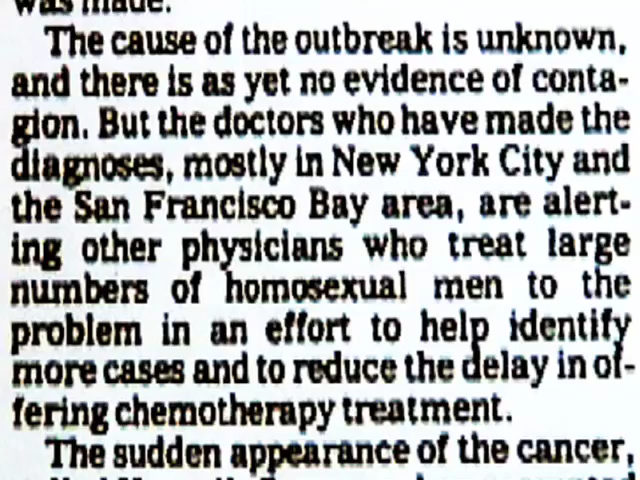 was made.
The cause of the outbreak is unknown,
and there is as yet no evidence of conta-
gion. But the doctors who have made the
diagnoses, mostly in New York City and
the San Francisco Bay area, are alert-
ing other physicians who treat large
numbers of homosexual men to the
problem in an effort to help identify
more cases and to reduce the delay in of-
fering chemotherapy treatment.
The sudden appearance of the cancer,